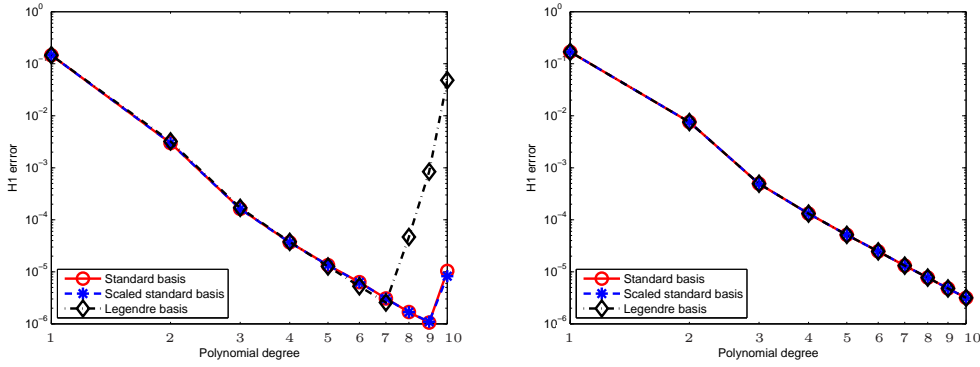 10^0
10^-1
10^-2
10^-3
10^-4
10^-5
10^-6
H1 errror
1 2 3 4 5 6 7 8 9 10
Polynomial degree
Standard basis
Scaled standard basis
Legendre basis
10^0
10^-1
10^-2
10^-3
10^-4
10^-5
10^-6
H1 errror
1 2 3 4 5 6 7 8 9 10
Polynomial degree
Standard basis
Scaled standard basis
Legendre basis